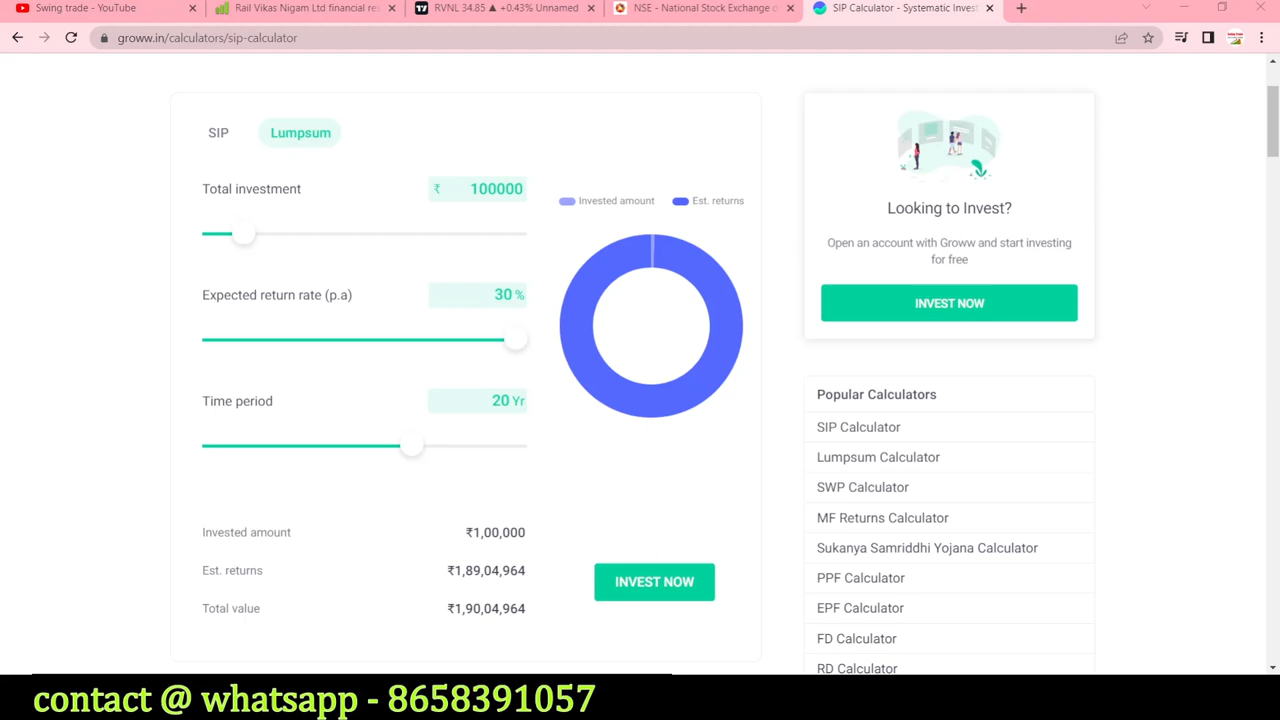 Swing trade - YouTube
Rail Vikas Nigam Ltd financial res
RVNL 34.85 ▲ +0.43% Unnamed
NSE - National Stock Exchange o
SIP Calculator - Systematic Invest
groww.in/calculators/sip-calculator
SIP
Lumpsum
Total investment
₹ 100000
Expected return rate (p.a)
30 %
Time period
20 Yr
Invested amount
₹1,00,000
Est. returns
₹1,89,04,964
Total value
₹1,90,04,964
Invested amount
Est. returns
INVEST NOW
Looking to Invest?
Open an account with Groww and start investing
for free
INVEST NOW
Popular Calculators
SIP Calculator
Lumpsum Calculator
SWP Calculator
MF Returns Calculator
Sukanya Samriddhi Yojana Calculator
PPF Calculator
EPF Calculator
FD Calculator
RD Calculator
contact @ whatsapp - 8658391057